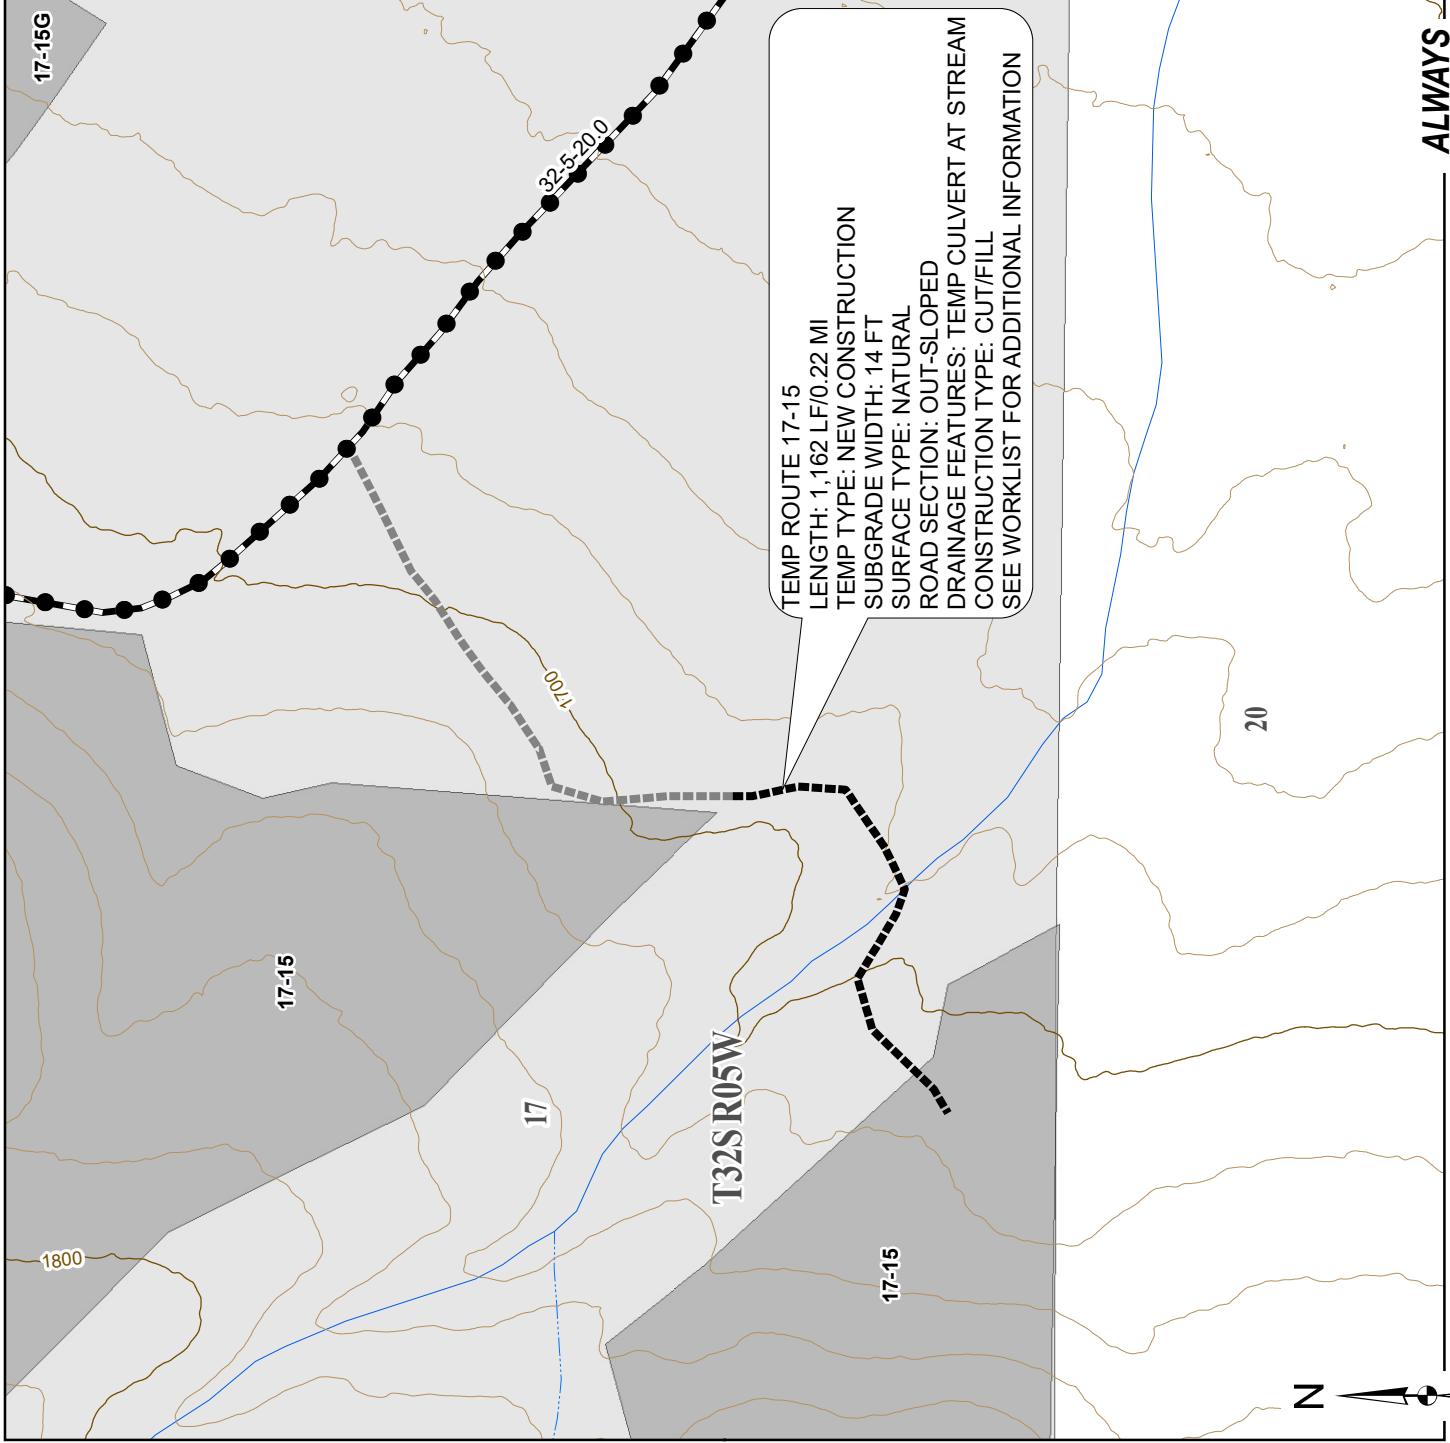 17-15G
32-5-20.0
TEMP ROUTE 17-15
LENGTH: 1,162 LF/0.22 MI
TEMP TYPE: NEW CONSTRUCTION
SUBGRADE WIDTH: 14 FT
SURFACE TYPE: NATURAL
ROAD SECTION: OUT-SLOPED
DRAINAGE FEATURES: TEMP CULVERT AT STREAM
CONSTRUCTION TYPE: CUT/FILL
SEE WORKLIST FOR ADDITIONAL INFORMATION
1700
20
17-15
17
T32S R05W
1800
17-15
N
ALWAYS